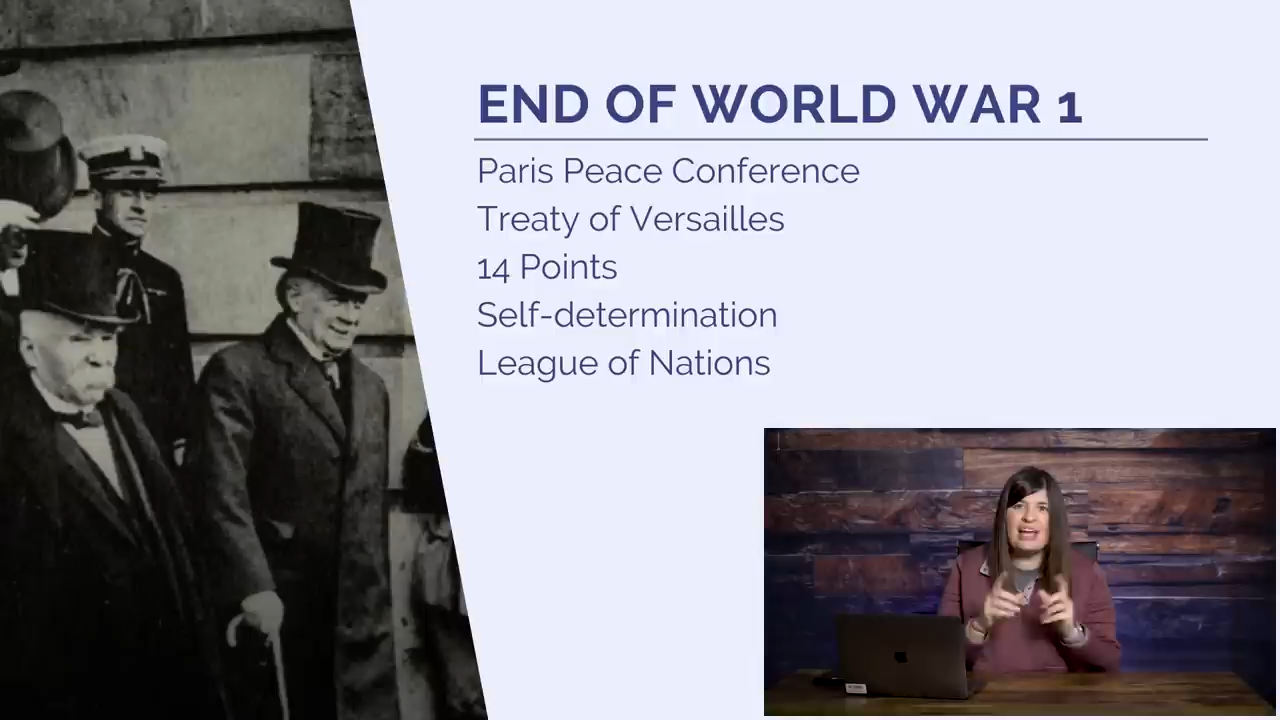 END OF WORLD WAR 1
Paris Peace Conference
Treaty of Versailles
14 Points
Self-determination
League of Nations